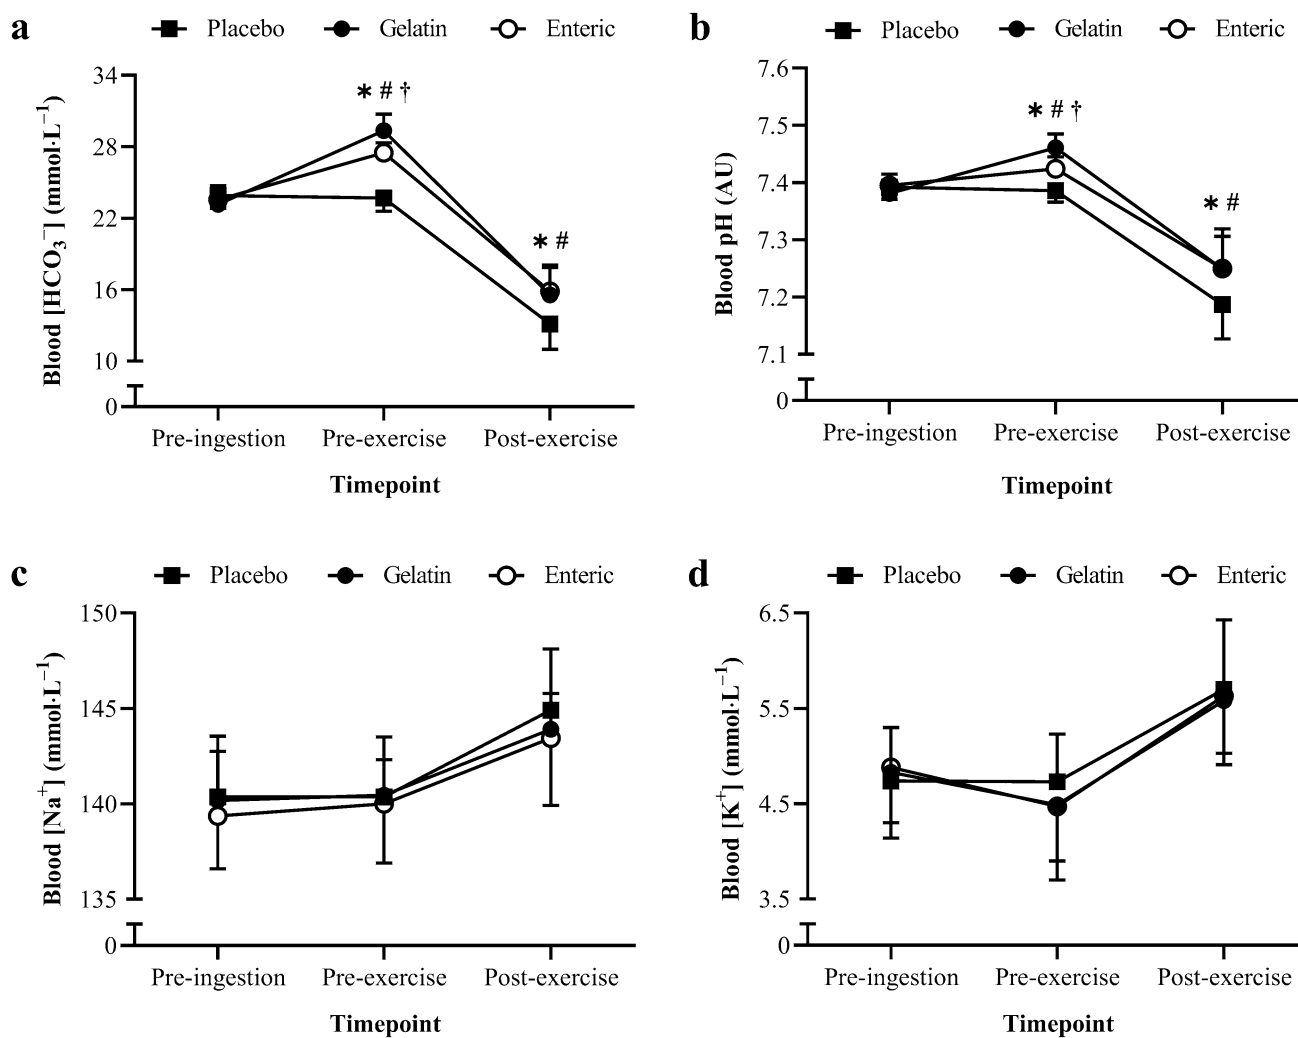 a
Placebo Gelatin Enteric
Blood [HCO₃⁻] (mmol·L⁻¹)
34
28
22
16
10
0
* # †
* #
Pre-ingestion Pre-exercise Post-exercise
Timepoint
b
Placebo Gelatin Enteric
Blood pH (AU)
7.6
7.5
7.4
7.3
7.2
7.1
0
* # †
* #
Pre-ingestion Pre-exercise Post-exercise
Timepoint
c
Placebo Gelatin Enteric
Blood [Na⁺] (mmol·L⁻¹)
150
145
140
135
0
Pre-ingestion Pre-exercise Post-exercise
Timepoint
d
Placebo Gelatin Enteric
Blood [K⁺] (mmol·L⁻¹)
6.5
5.5
4.5
3.5
0
Pre-ingestion Pre-exercise Post-exercise
Timepoint